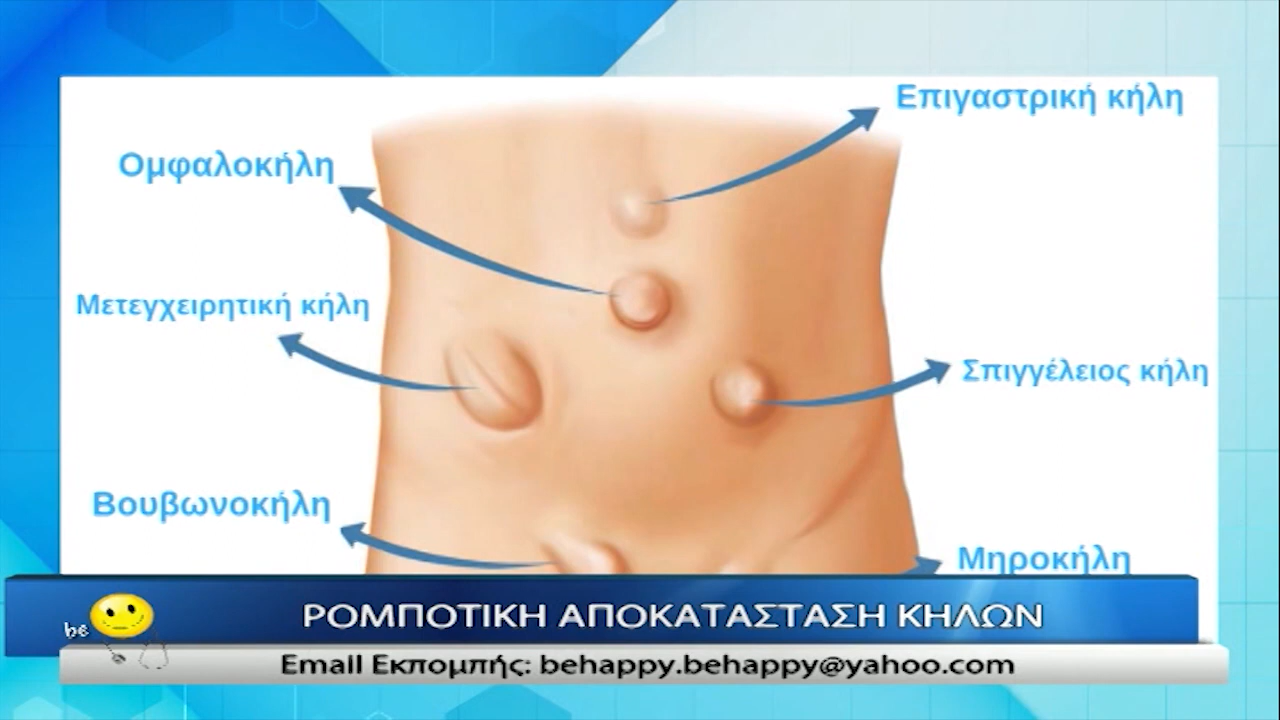 Επιγαστρική κήλη
Ομφαλοκήλη
Μετεγχειρητική κήλη
Σπιγγέλειος κήλη
Βουβωνοκήλη
Μηροκήλη
be
ΡΟΜΠΟΤΙΚΗ ΑΠΟΚΑΤΑΣΤΑΣΗ ΚΗΛΩΝ
Email Εκπομπής: behappy.behappy@yahoo.com